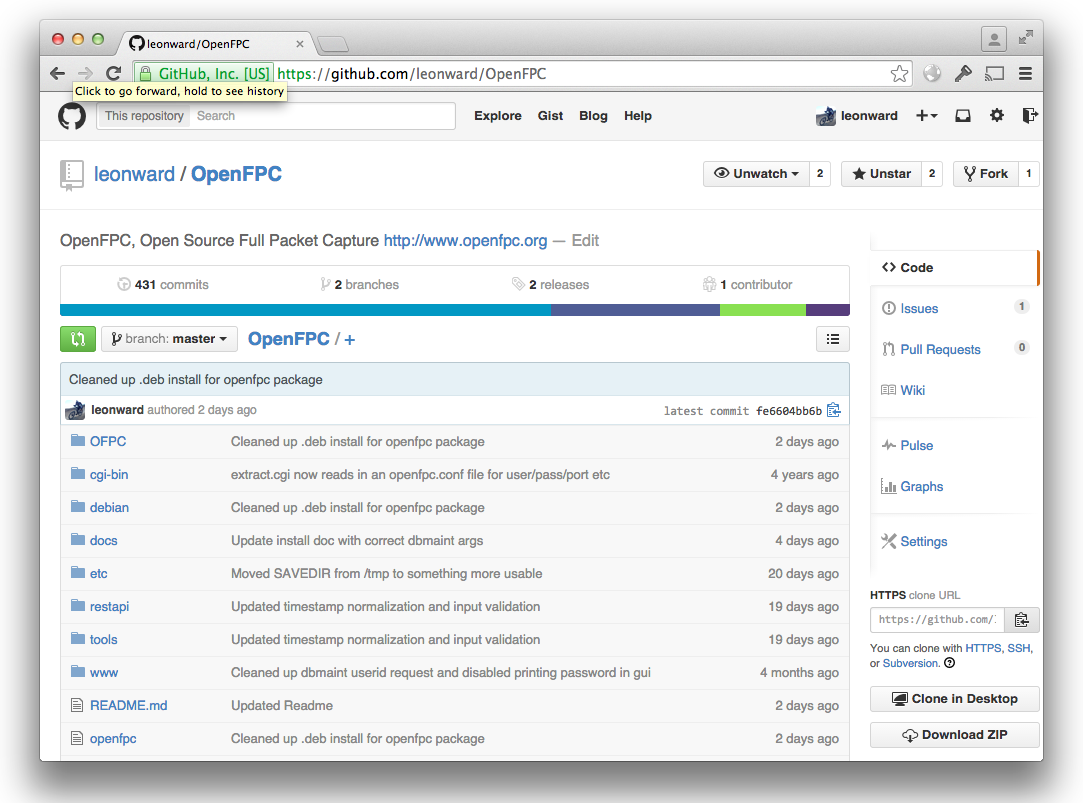 leonward/OpenFPC
GitHub, Inc. [US] https://github.com/leonward/OpenFPC
Click to go forward, hold to see history
This repository Search Explore Gist Blog Help leonward
leonward / OpenFPC Unwatch 2 Unstar 2 Fork 1
OpenFPC, Open Source Full Packet Capture http://www.openfpc.org — Edit
431 commits 2 branches 2 releases 1 contributor
branch: master OpenFPC / +
Cleaned up .deb install for openfpc package
leonward authored 2 days ago latest commit fe6604bb6b
OFPC Cleaned up .deb install for openfpc package 2 days ago
cgi-bin extract.cgi now reads in an openfpc.conf file for user/pass/port etc 4 years ago
debian Cleaned up .deb install for openfpc package 2 days ago
docs Update install doc with correct dbmaint args 4 days ago
etc Moved SAVEDIR from /tmp to something more usable 20 days ago
restapi Updated timestamp normalization and input validation 19 days ago
tools Updated timestamp normalization and input validation 19 days ago
www Cleaned up dbmaint userid request and disabled printing password in gui 4 months ago
README.md Updated Readme 2 days ago
openfpc Cleaned up .deb install for openfpc package 2 days ago
Code
Issues 1
Pull Requests 0
Wiki
Pulse
Graphs
Settings
HTTPS clone URL
https://github.com/
You can clone with HTTPS, SSH,
or Subversion.
Clone in Desktop
Download ZIP